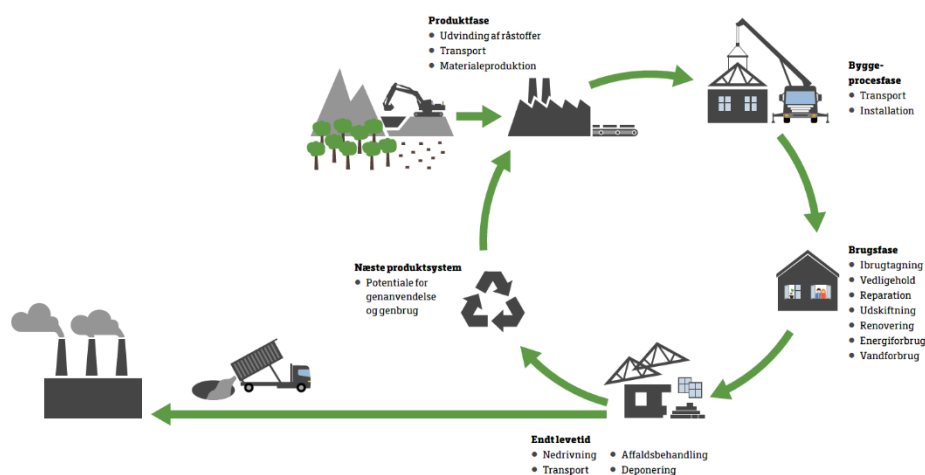 Produktfase
• Udvinding af råstoffer
• Transport
• Materialeproduktion
Bygge-
procesfase
• Transport
• Installation
Brugsfase
• Ibrugtagning
• Vedligehold
• Reparation
• Udskiftning
• Renovering
• Energiforbrug
• Vandforbrug
Næste produktsystem
• Potentiale for
genanvendelse
og genbrug
Endt levetid
• Nedrivning • Affaldsbehandling
• Transport • Deponering